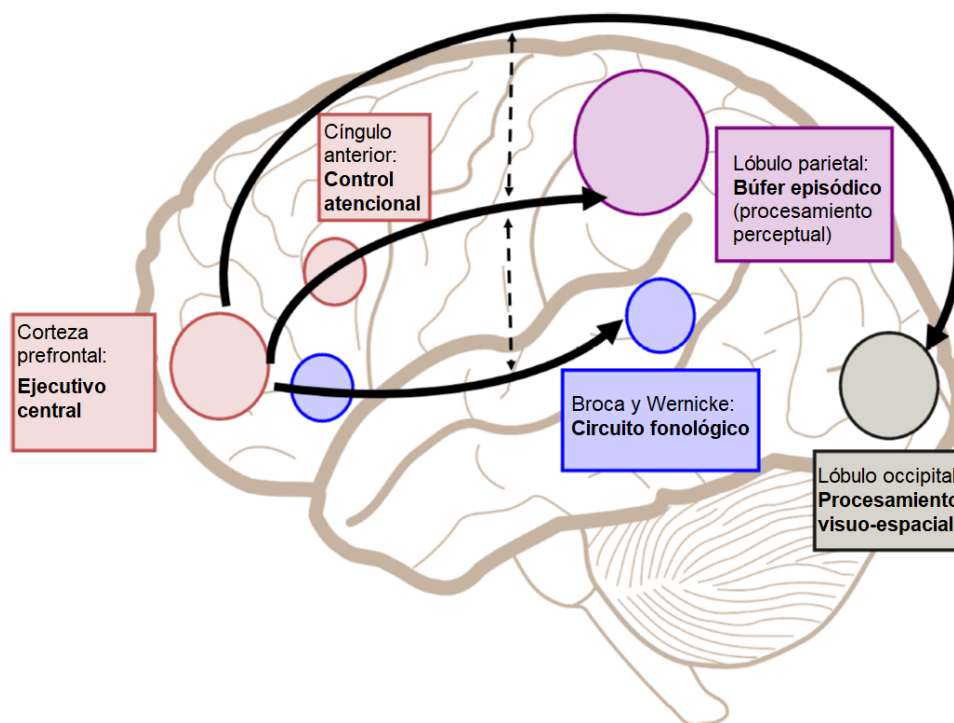 Cíngulo
anterior:
Control
atencional
Lóbulo parietal:
Búfer episódico
(procesamiento
perceptual)
Corteza
prefrontal:
Ejecutivo
central
Broca y Wernicke:
Circuito fonológico
Lóbulo occipital
Procesamiento
visuo-espacial